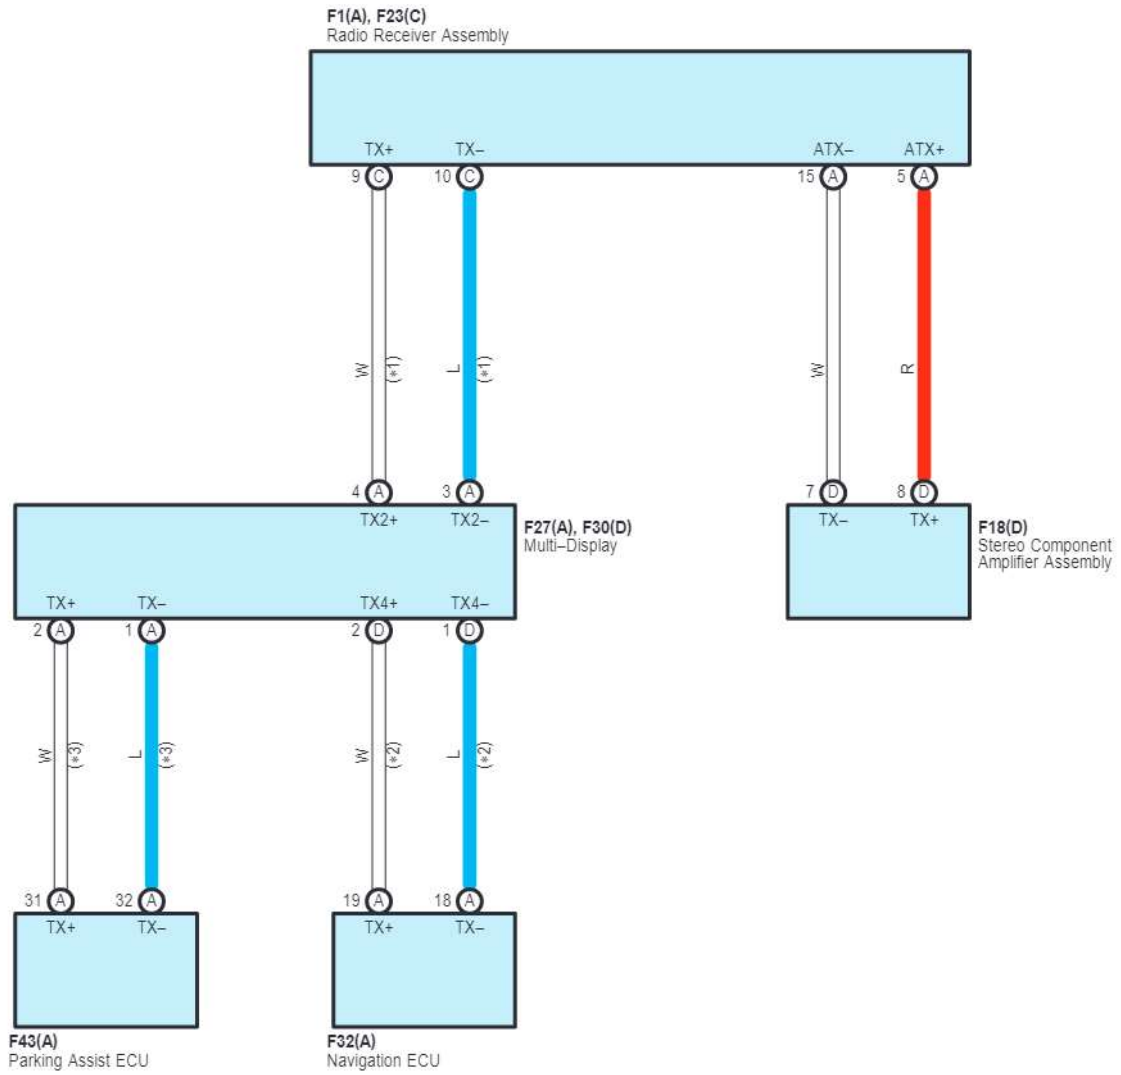 F1(A), F23(C)
Radio Receiver Assembly
TX+ TX– ATX– ATX+
9 C 10 C 15 A 5 A
W (*1) L (*1) W R
4 A 3 A 7 D 8 D
TX2+ TX2– TX– TX+
F27(A), F30(D)
Multi–Display
F18(D)
Stereo Component
Amplifier Assembly
TX+ TX– TX4+ TX4–
2 A 1 A 2 D 1 D
W (*3) L (*3) W (*2) L (*2)
31 A 32 A 19 A 18 A
TX+ TX– TX+ TX–
F43(A)
Parking Assist ECU
F32(A)
Navigation ECU